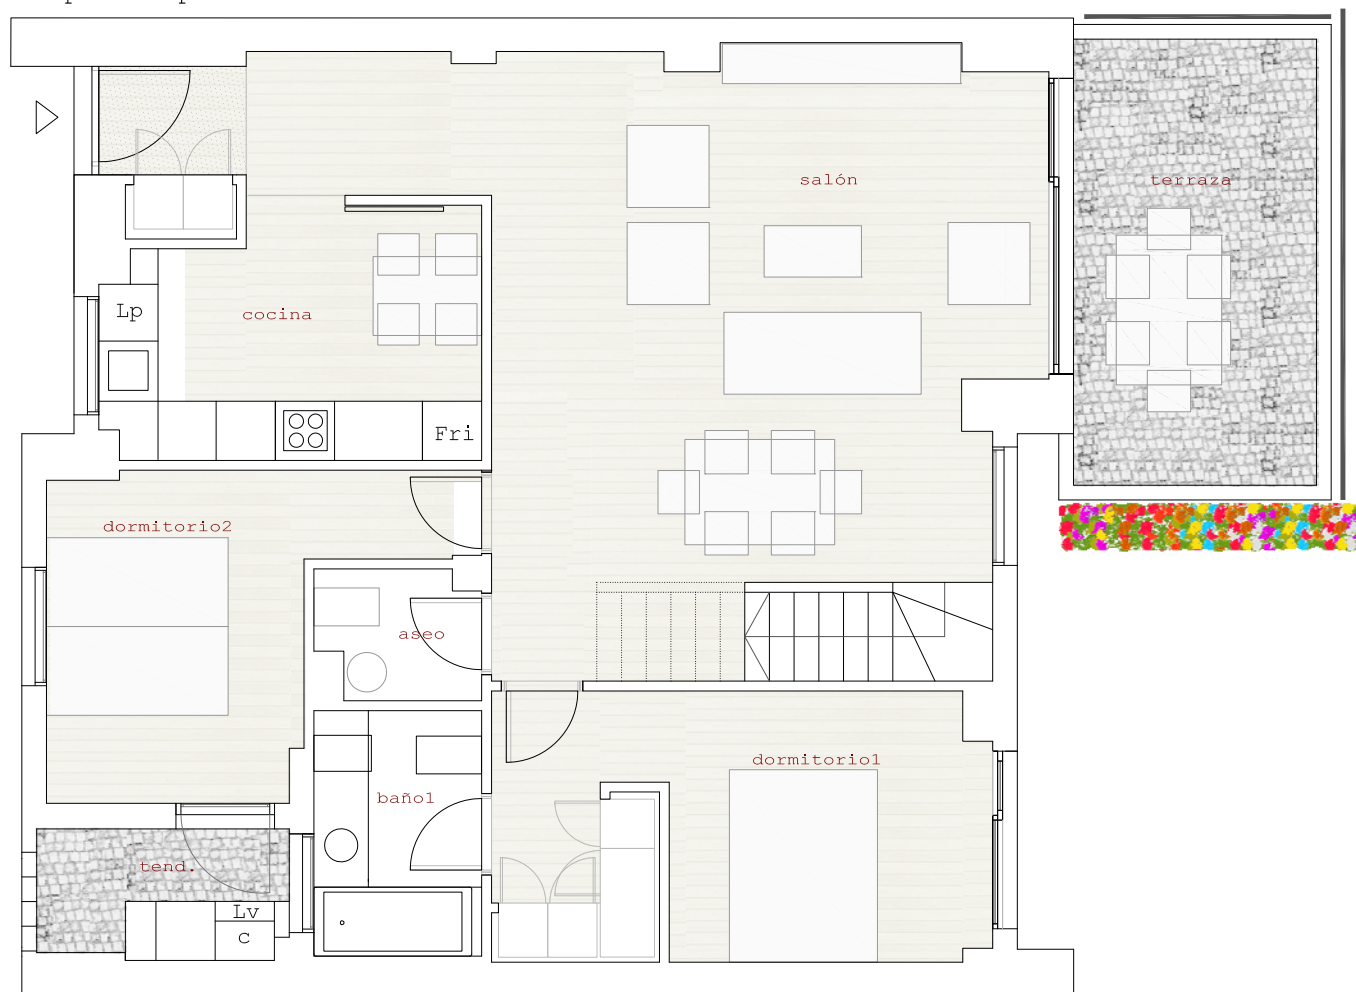 salón
terraza
Lp
cocina
Fri
dormitorio2
aseo
dormitorio1
baño1
tend.
Lv
c